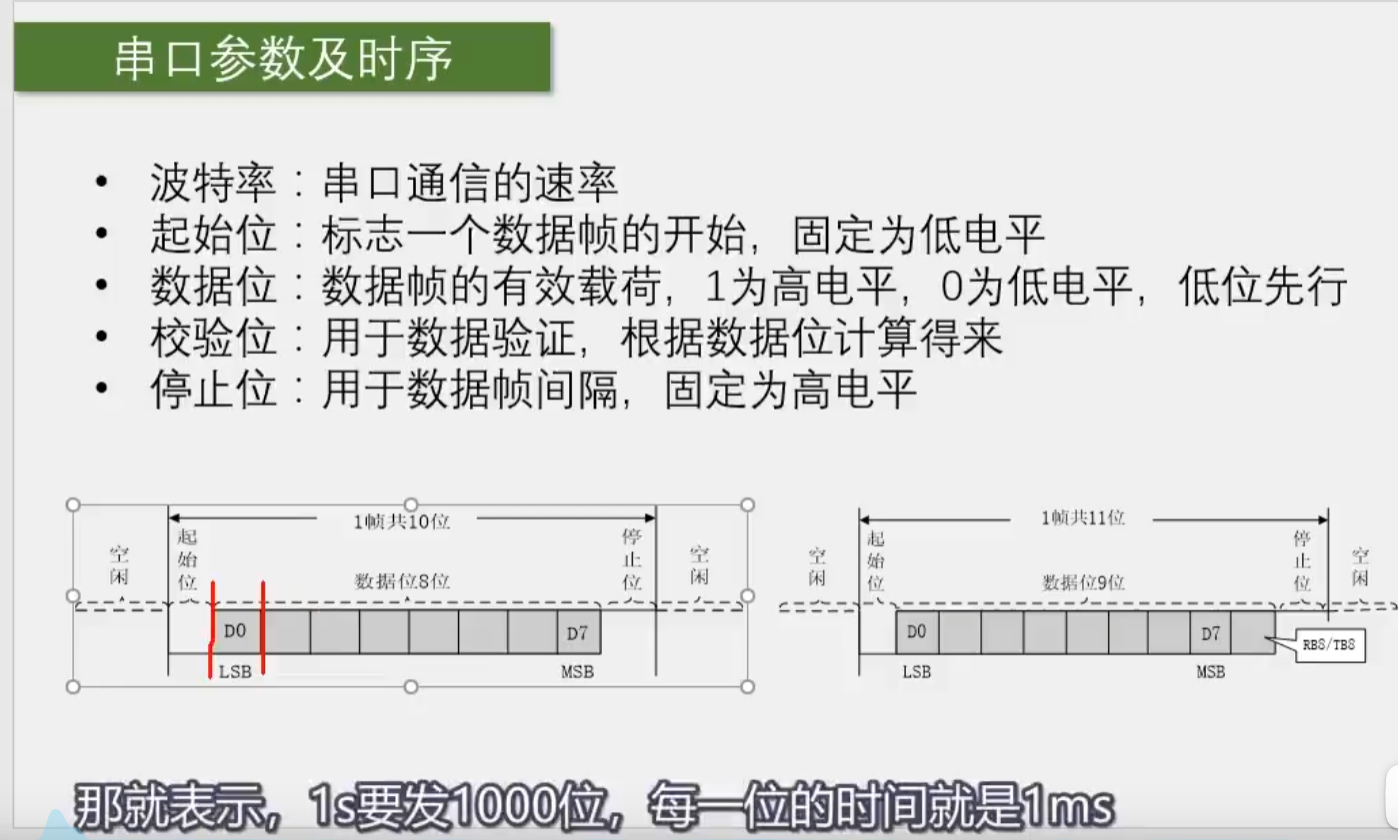 串口参数及时序
• 波特率：串口通信的速率
• 起始位：标志一个数据帧的开始，固定为低电平
• 数据位：数据帧的有效载荷，1为高电平，0为低电平，低位先行
• 校验位：用于数据验证，根据数据位计算得来
• 停止位：用于数据帧间隔，固定为高电平
1帧共10位
空闲
起始位
数据位8位
停止位
空闲
D0
D7
LSB
MSB
1帧共11位
空闲
起始位
数据位9位
停止位
空闲
D0
D7
RB8/TB8
LSB
MSB
那就表示，1s要发1000位，每一位的时间就是1ms